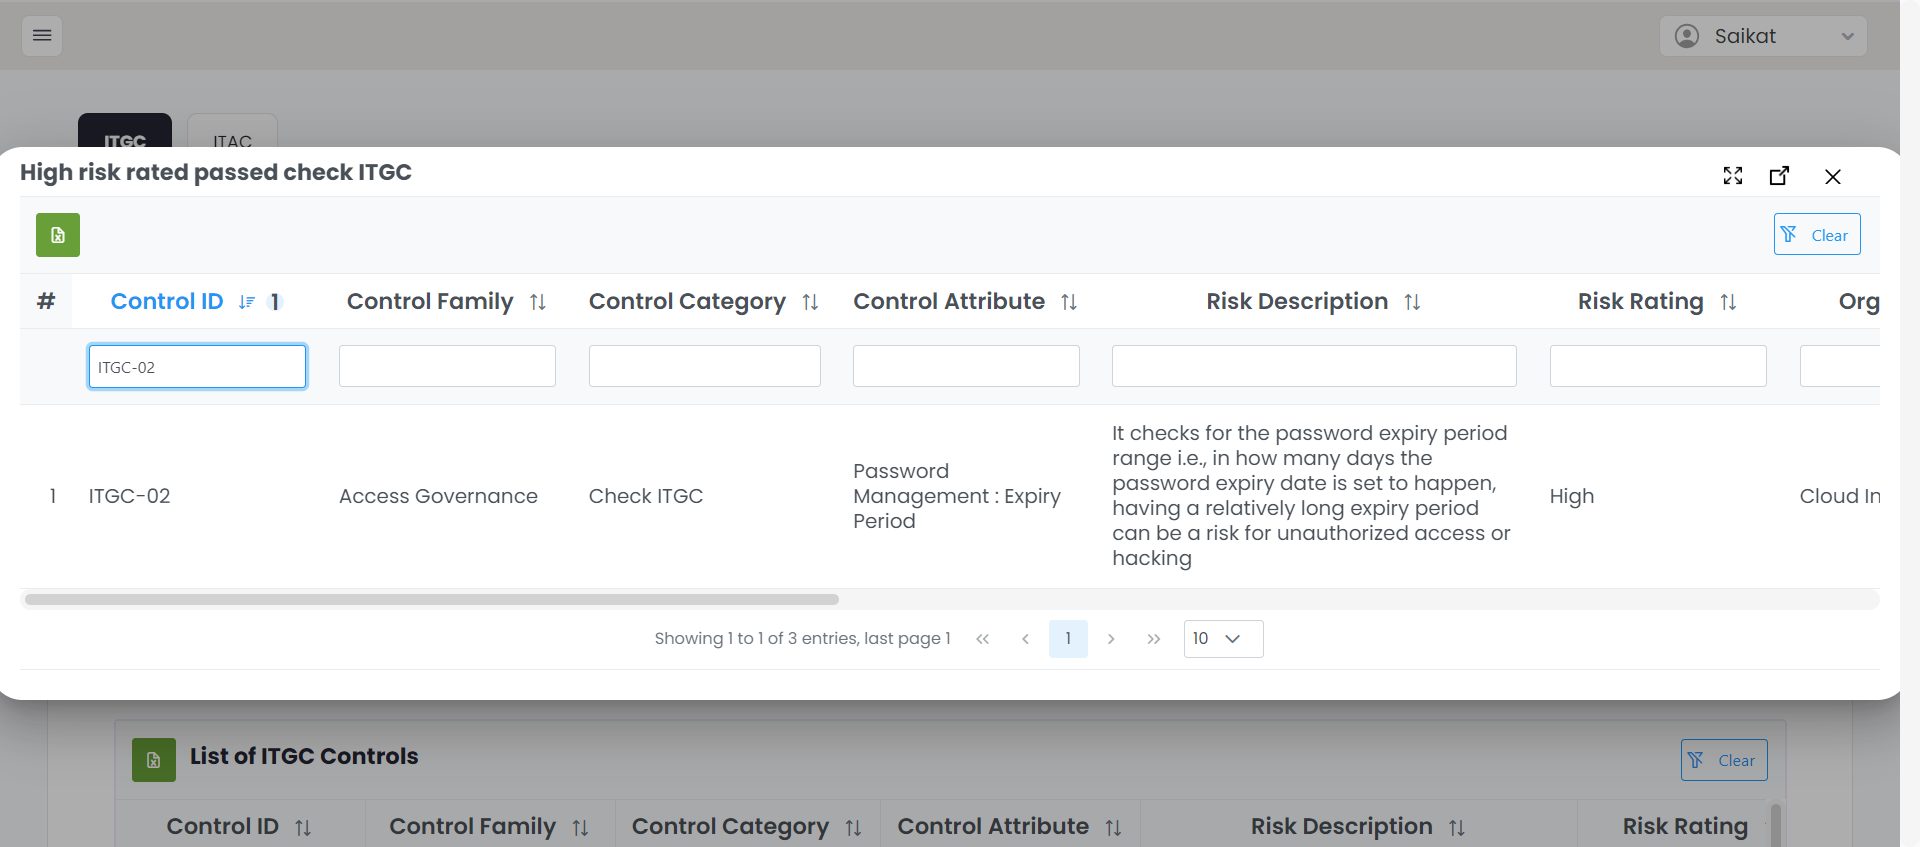 Saikat
ITGC ITAC
High risk rated passed check ITGC
Clear
# Control ID 1 Control Family Control Category Control Attribute Risk Description Risk Rating Org
ITGC-02
1 ITGC-02 Access Governance Check ITGC
Password
Management : Expiry
Period
It checks for the password expiry period
range i.e., in how many days the
password expiry date is set to happen,
having a relatively long expiry period
can be a risk for unauthorized access or
hacking
High
Cloud In
Showing 1 to 1 of 3 entries, last page 1 « ‹ 1 › » 10
List of ITGC Controls
Clear
Control ID Control Family Control Category Control Attribute Risk Description Risk Rating